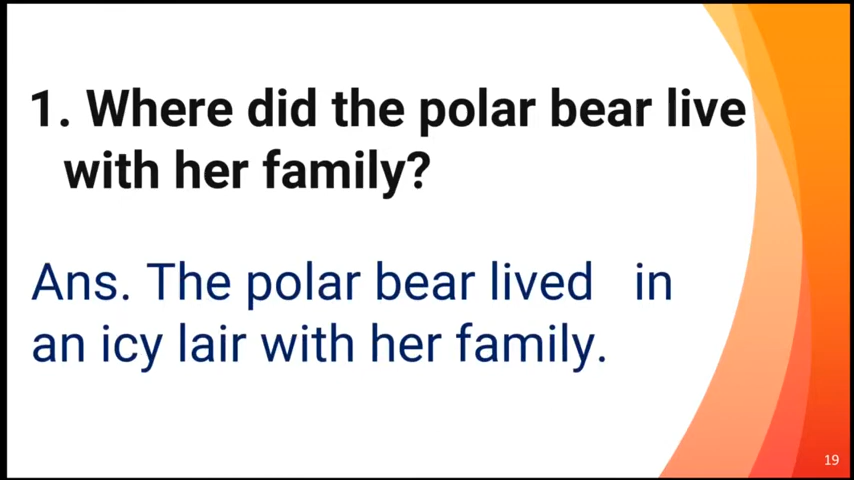 1. Where did the polar bear live
with her family?
Ans. The polar bear lived in
an icy lair with her family.
19